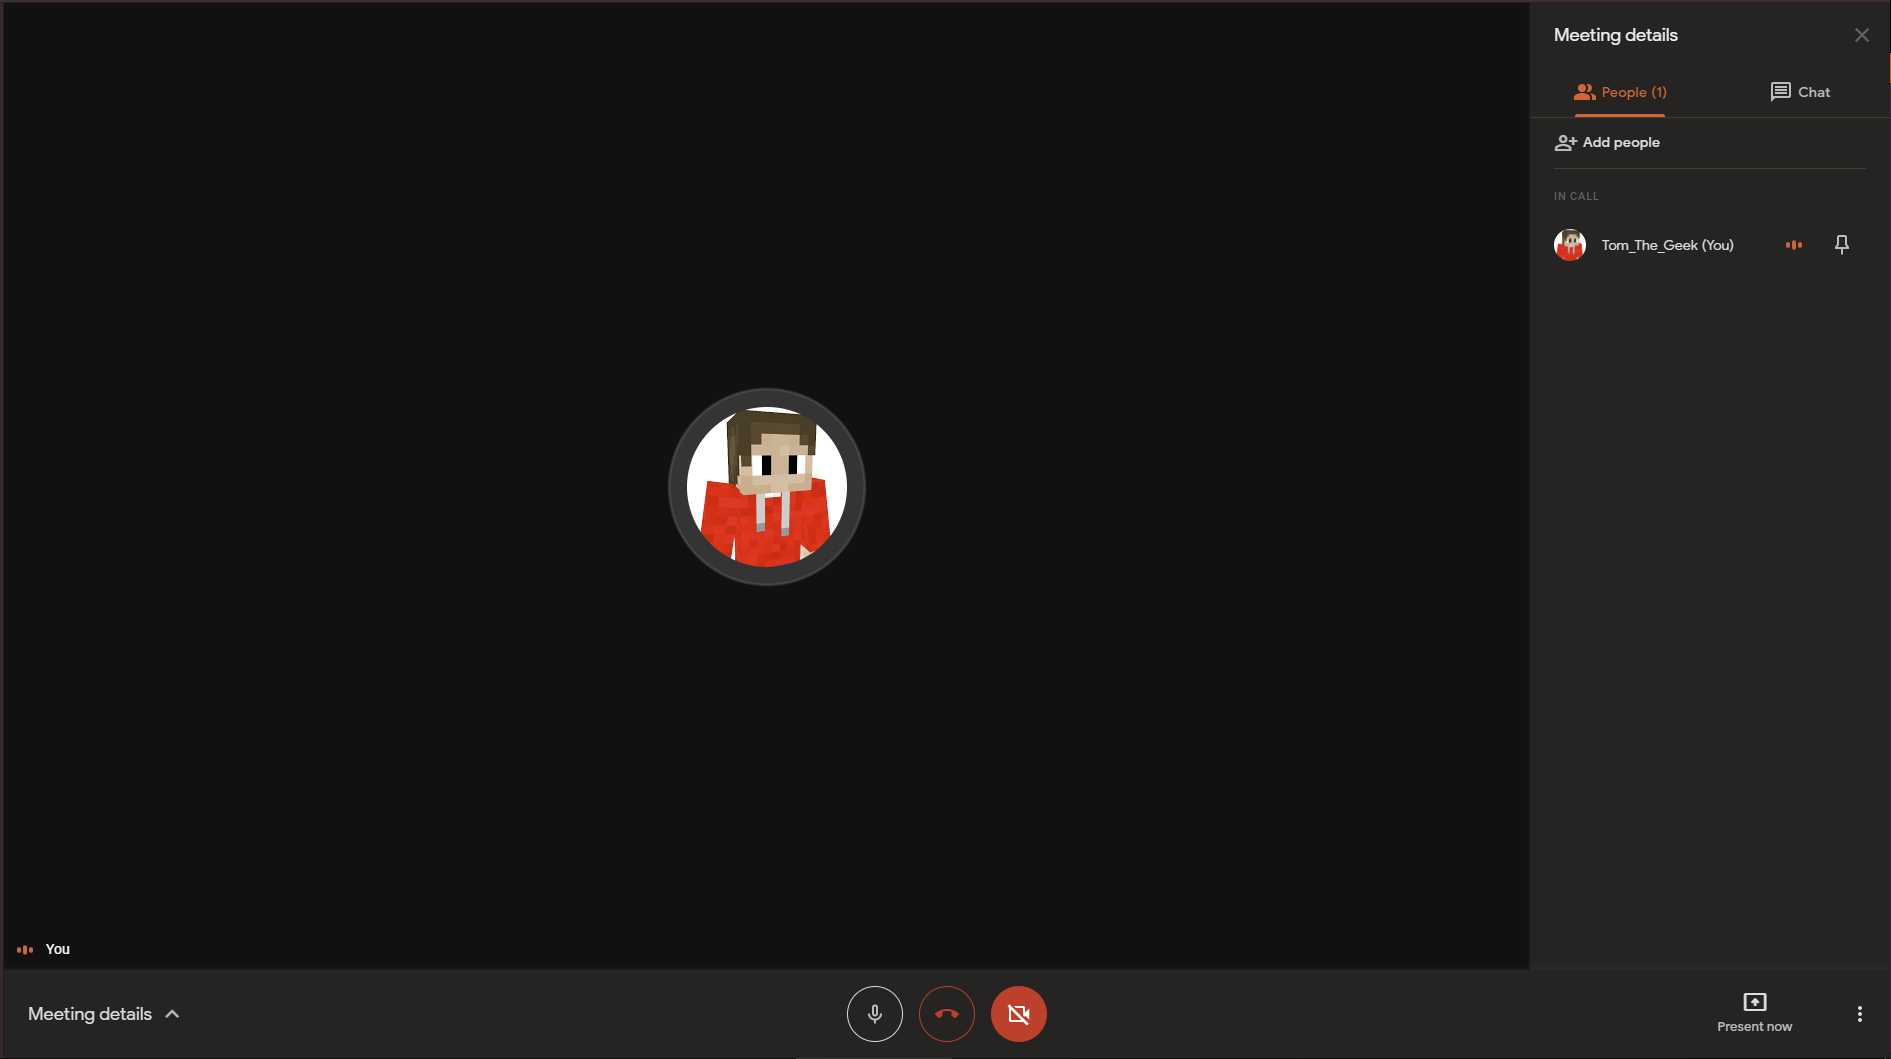 Meeting details
People (1)
Chat
Add people
IN CALL
Tom_The_Geek (You)
You
Meeting details
Present now